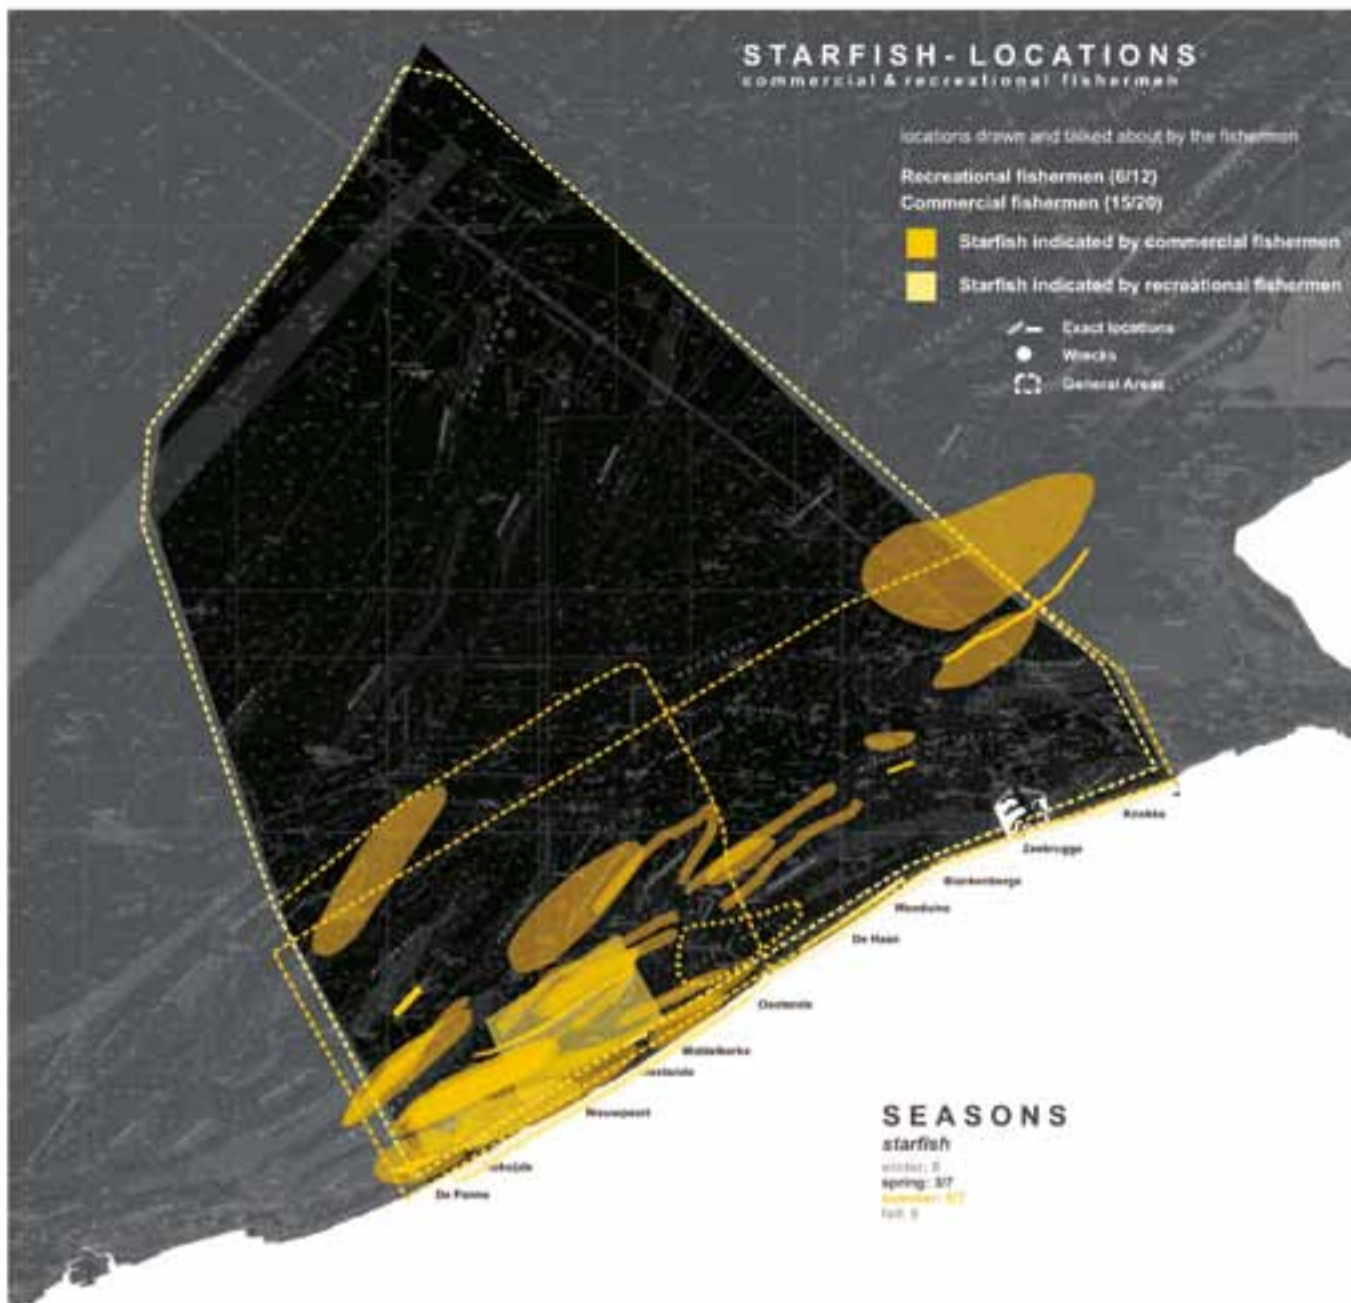 STARFISH-LOCATIONS
commercial & recreational fishermen
locations drawn and talked about by the fishermen
Recreational fishermen (6/12)
Commercial fishermen (15/20)
Starfish indicated by commercial fishermen
Starfish indicated by recreational fishermen
Exact locations
Wrecks
General Areas
Knokke
Zeebrugge
Blankenberge
Wenduine
De Haan
Oostende
Middelkerke
Nieuwpoort
De Panne
SEASONS
starfish
spring: 3/7